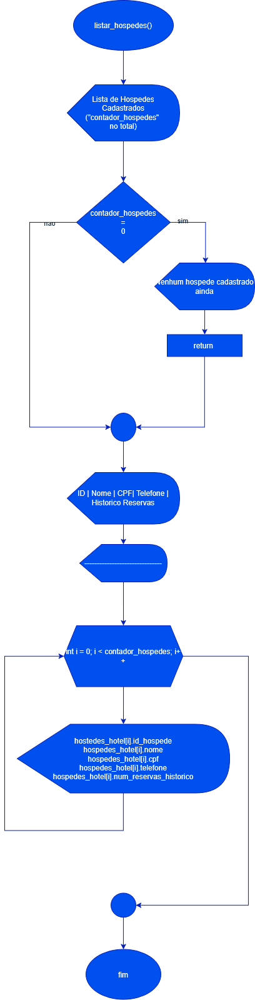 listar_hospedes()
Lista de Hospedes
Cadastrados
("contador_hospedes"
no total)
contador_hospedes
=
0
não
sim
Nenhum hospede cadastrado
ainda
return
ID | Nome | CPF| Telefone |
Historico Reservas
-------------------------------
int i = 0; i < contador_hospedes; i+
+
hostedes_hotel[i].id_hospede
hospedes_hotel[i].nome
hospedes_hotel[i].cpf
hospedes_hotel[i].telefone
hospedes_hotel[i].num_reservas_historico
fim